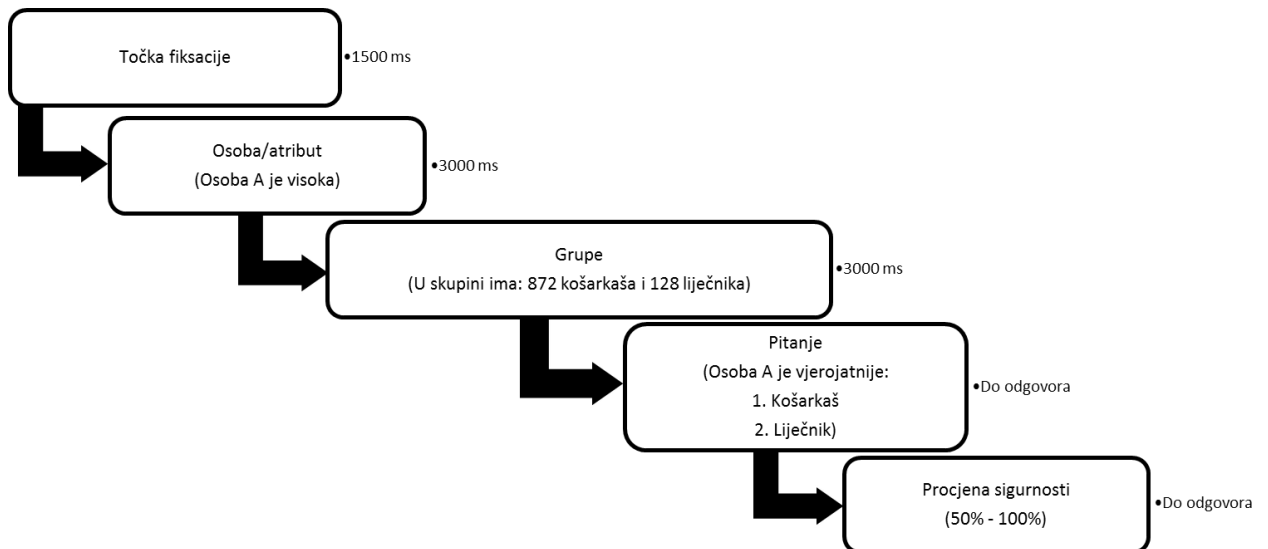 Točka fiksacije
•1500 ms
Osoba/atribut
(Osoba A je visoka)
•3000 ms
Grupe
(U skupini ima: 872 košarkaša i 128 liječnika)
•3000 ms
Pitanje
(Osoba A je vjerojatnije:
1. Košarkaš
2. Liječnik)
•Do odgovora
Procjena sigurnosti
(50% - 100%)
•Do odgovora